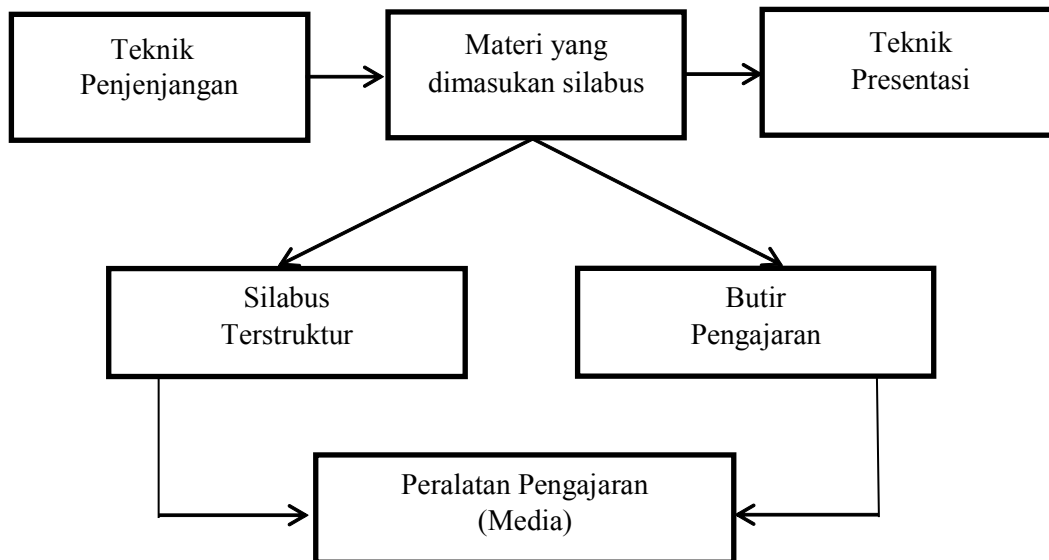 Teknik
Penjenjangan
Materi yang
dimasukan silabus
Teknik
Presentasi
Silabus
Terstruktur
Butir
Pengajaran
Peralatan Pengajaran
(Media)